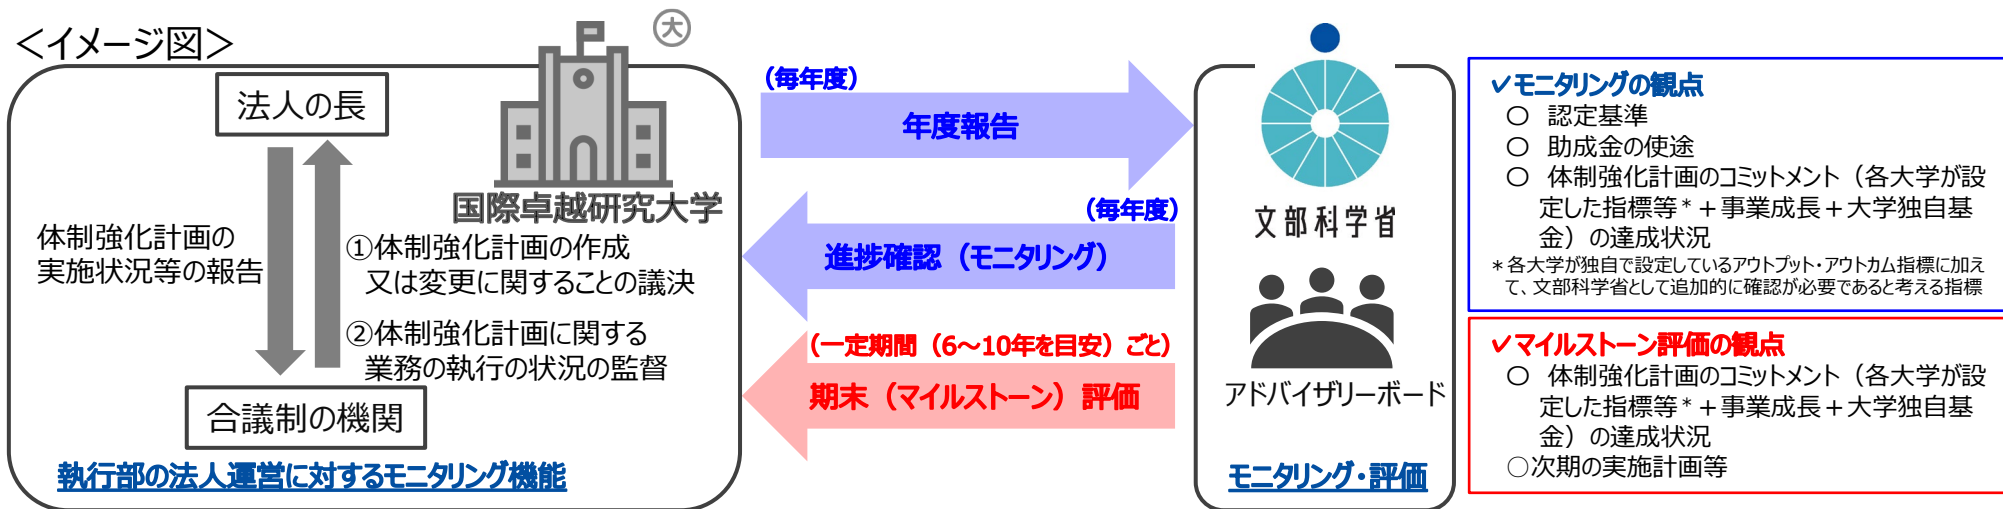 ＜イメージ図＞
法人の長
大
国際卓越研究大学
体制強化計画の
実施状況等の報告
①体制強化計画の作成
又は変更に関することの議決
②体制強化計画に関する
業務の執行の状況の監督
合議制の機関
執行部の法人運営に対するモニタリング機能
（毎年度）
年度報告
（毎年度）
進捗確認（モニタリング）
（一定期間（6～10年を目安）ごと）
期末（マイルストーン）評価
文部科学省
アドバイザリーボード
モニタリング・評価
✓モニタリングの観点
○ 認定基準
○ 助成金の使途
○ 体制強化計画のコミットメント（各大学が設
定した指標等＊＋事業成長＋大学独自基
金）の達成状況
＊各大学が独自で設定しているアウトプット・アウトカム指標に加え
て、文部科学省として追加的に確認が必要であると考える指標
✓マイルストーン評価の観点
○ 体制強化計画のコミットメント（各大学が設
定した指標等＊＋事業成長＋大学独自基
金）の達成状況
○次期の実施計画等